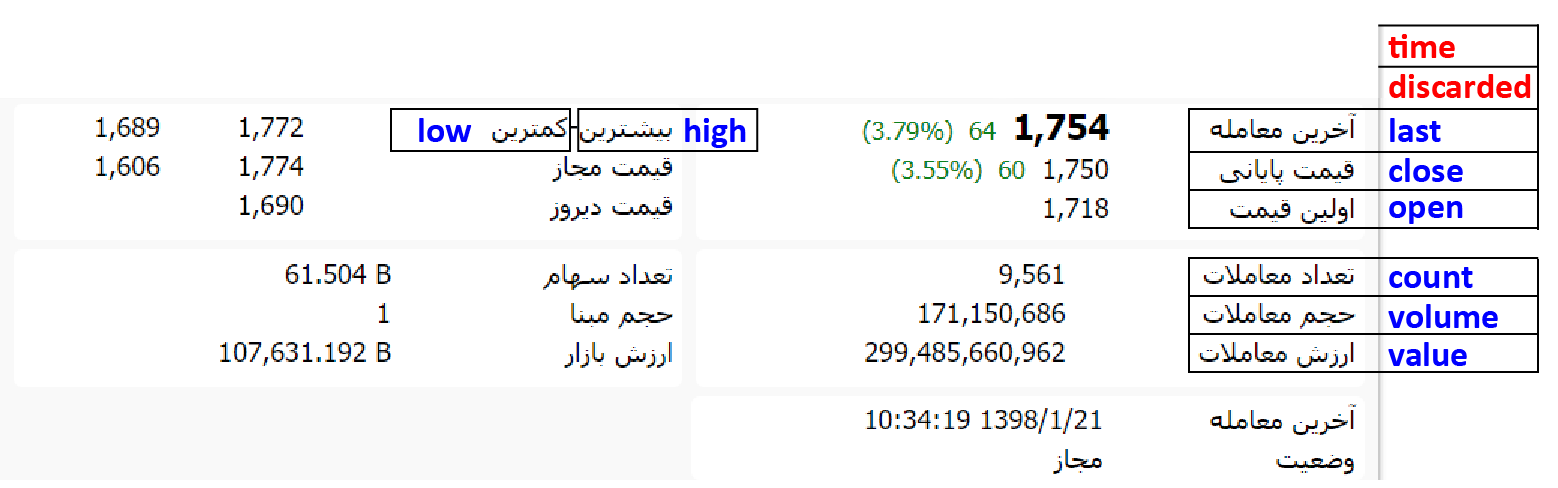 time
discarded
last آخرین معامله 1,754 64 (3.79%)
high بیشترین-کمترین low 1,772 1,689
close قیمت پایانی 1,750 60 (3.55%)
قیمت مجاز 1,774 1,606
open اولین قیمت 1,718
قیمت دیروز 1,690
count تعداد معاملات 9,561
تعداد سهام 61.504 B
volume حجم معاملات 171,150,686
حجم مبنا 1
value ارزش معاملات 299,485,660,962
ارزش بازار 107,631.192 B
آخرین معامله 10:34:19 1398/1/21
وضعیت مجاز